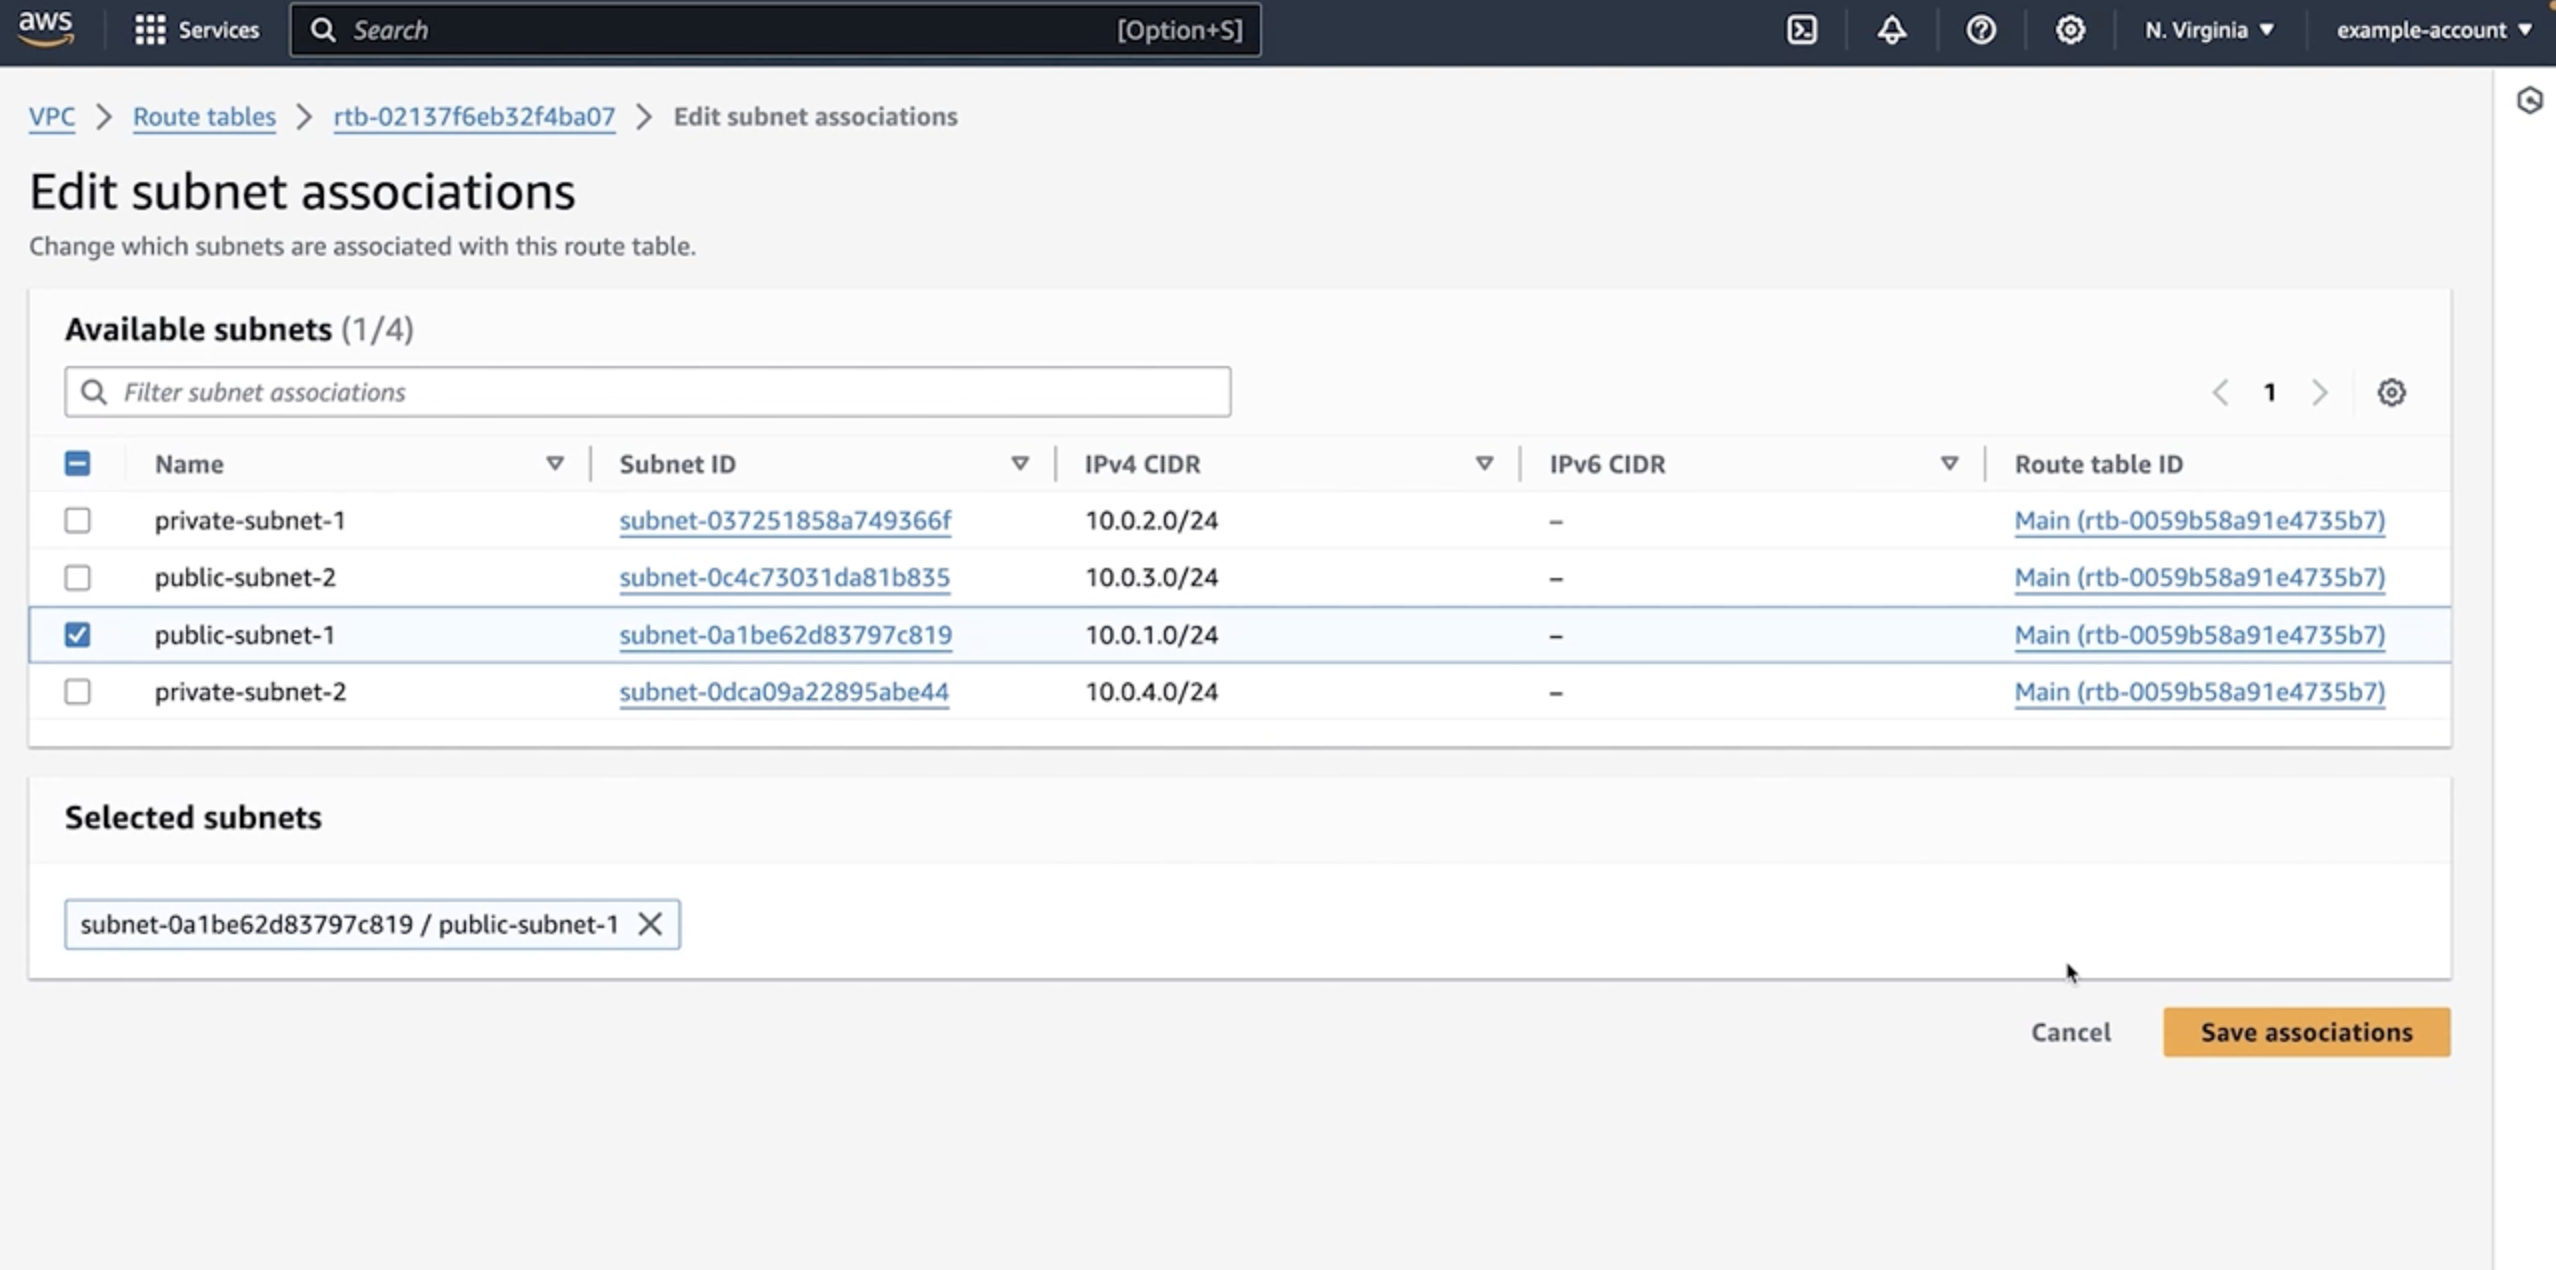 aws Services Search [Option+S] N. Virginia example-account
VPC Route tables rtb-02137f6eb32f4ba07 Edit subnet associations
Edit subnet associations
Change which subnets are associated with this route table.
Available subnets (1/4)
Filter subnet associations 1
Name Subnet ID IPv4 CIDR IPv6 CIDR Route table ID
private-subnet-1 subnet-037251858a749366f 10.0.2.0/24 – Main (rtb-0059b58a91e4735b7)
public-subnet-2 subnet-0c4c73031da81b835 10.0.3.0/24 – Main (rtb-0059b58a91e4735b7)
public-subnet-1 subnet-0a1be62d83797c819 10.0.1.0/24 – Main (rtb-0059b58a91e4735b7)
private-subnet-2 subnet-0dca09a22895abe44 10.0.4.0/24 – Main (rtb-0059b58a91e4735b7)
Selected subnets
subnet-0a1be62d83797c819 / public-subnet-1
Cancel Save associations